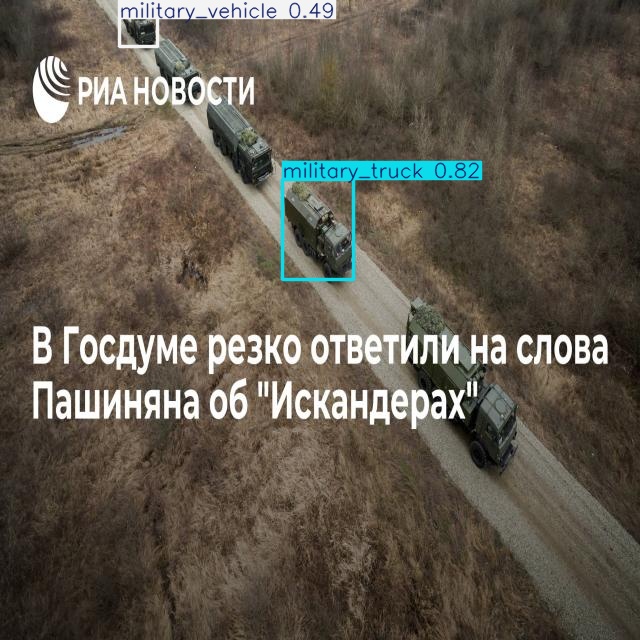 military_vehicle 0.49
РИА НОВОСТИ
military_truck 0.82
В Госдуме резко ответили на слова
Пашиняна об "Искандерах"